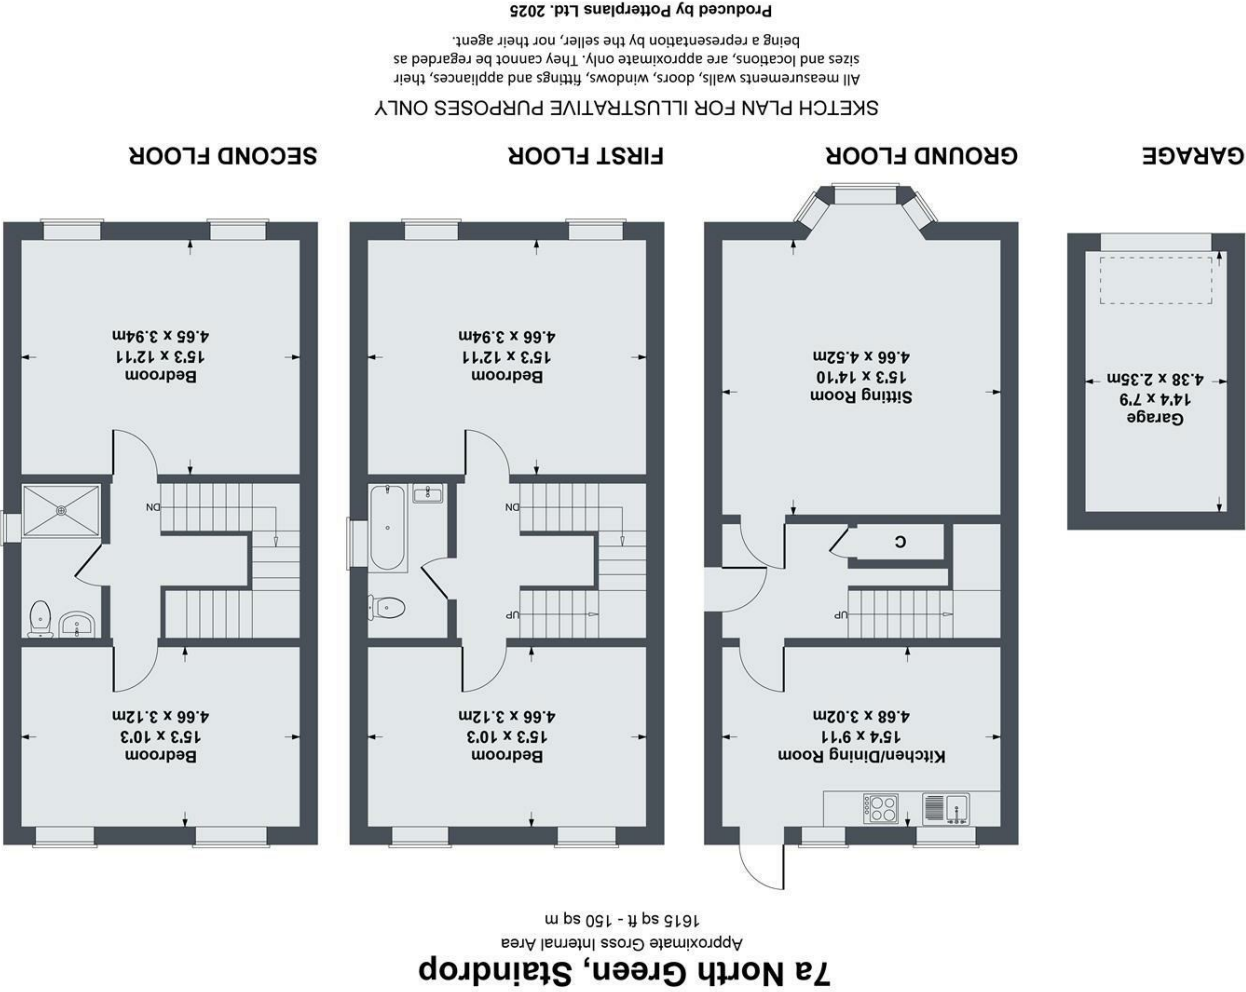 7a North Green, Staindrop
Approximate Gross Internal Area
1615 sq ft - 150 sq m
Kitchen/Dining Room
15'4 x 9'11
4.68 x 3.02m
UP
C
Sitting Room
15'3 x 14'10
4.66 x 4.52m
Bedroom
15'3 x 10'3
4.66 x 3.12m
UP
DN
Bedroom
15'3 x 12'11
4.66 x 3.94m
Bedroom
15'3 x 10'3
4.66 x 3.12m
DN
Bedroom
15'3 x 12'11
4.65 x 3.94m
Garage
14'4 x 7'9
4.38 x 2.35m
GARAGE
GROUND FLOOR
FIRST FLOOR
SECOND FLOOR
SKETCH PLAN FOR ILLUSTRATIVE PURPOSES ONLY
All measurements walls, doors, windows, fittings and appliances, their
sizes and locations, are approximate only. They cannot be regarded as
being a representation by the seller, nor their agent.
Produced by Potterplans Ltd. 2025